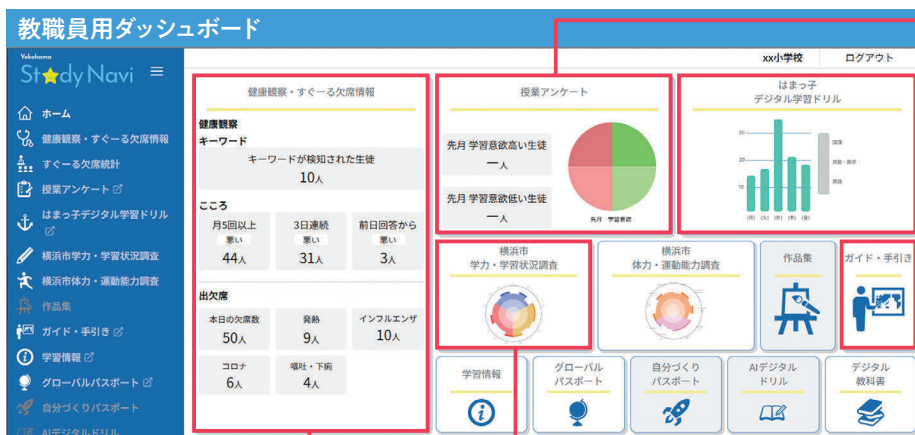 教職員用ダッシュボード
Yokohama
StudyNavi
xx小学校
ログアウト
ホーム
健康観察・すぐーる欠席情報
すぐーる欠席統計
授業アンケート
はまっ子デジタル学習ドリル
横浜市学力・学習状況調査
横浜市体力・運動能力調査
作品集
ガイド・手引き
学習情報
グローバルパスポート
自分づくりパスポート
AIデジタルドリル
健康観察・すぐーる欠席情報
健康観察
キーワード
キーワードが検知された生徒
10人
こころ
月5回以上
悪い
44人
3日連続
悪い
31人
前日回答から
悪い
3人
出欠席
本日の欠席数
50人
発熱
9人
インフルエンザ
10人
コロナ
6人
嘔吐・下痢
4人
授業アンケート
先月 学習意欲高い生徒
ー人
先月 学習意欲低い生徒
ー人
先月 学習意欲
はまっ子
デジタル学習ドリル
30
20
10
(月) (火) (水) (木) (金)
国語
算数・数学
英語
横浜市
学力・学習状況調査
横浜市
体力・運動能力調査
作品集
ガイド・手引き
学習情報
グローバル
パスポート
自分づくり
パスポート
AIデジタル
ドリル
デジタル
教科書